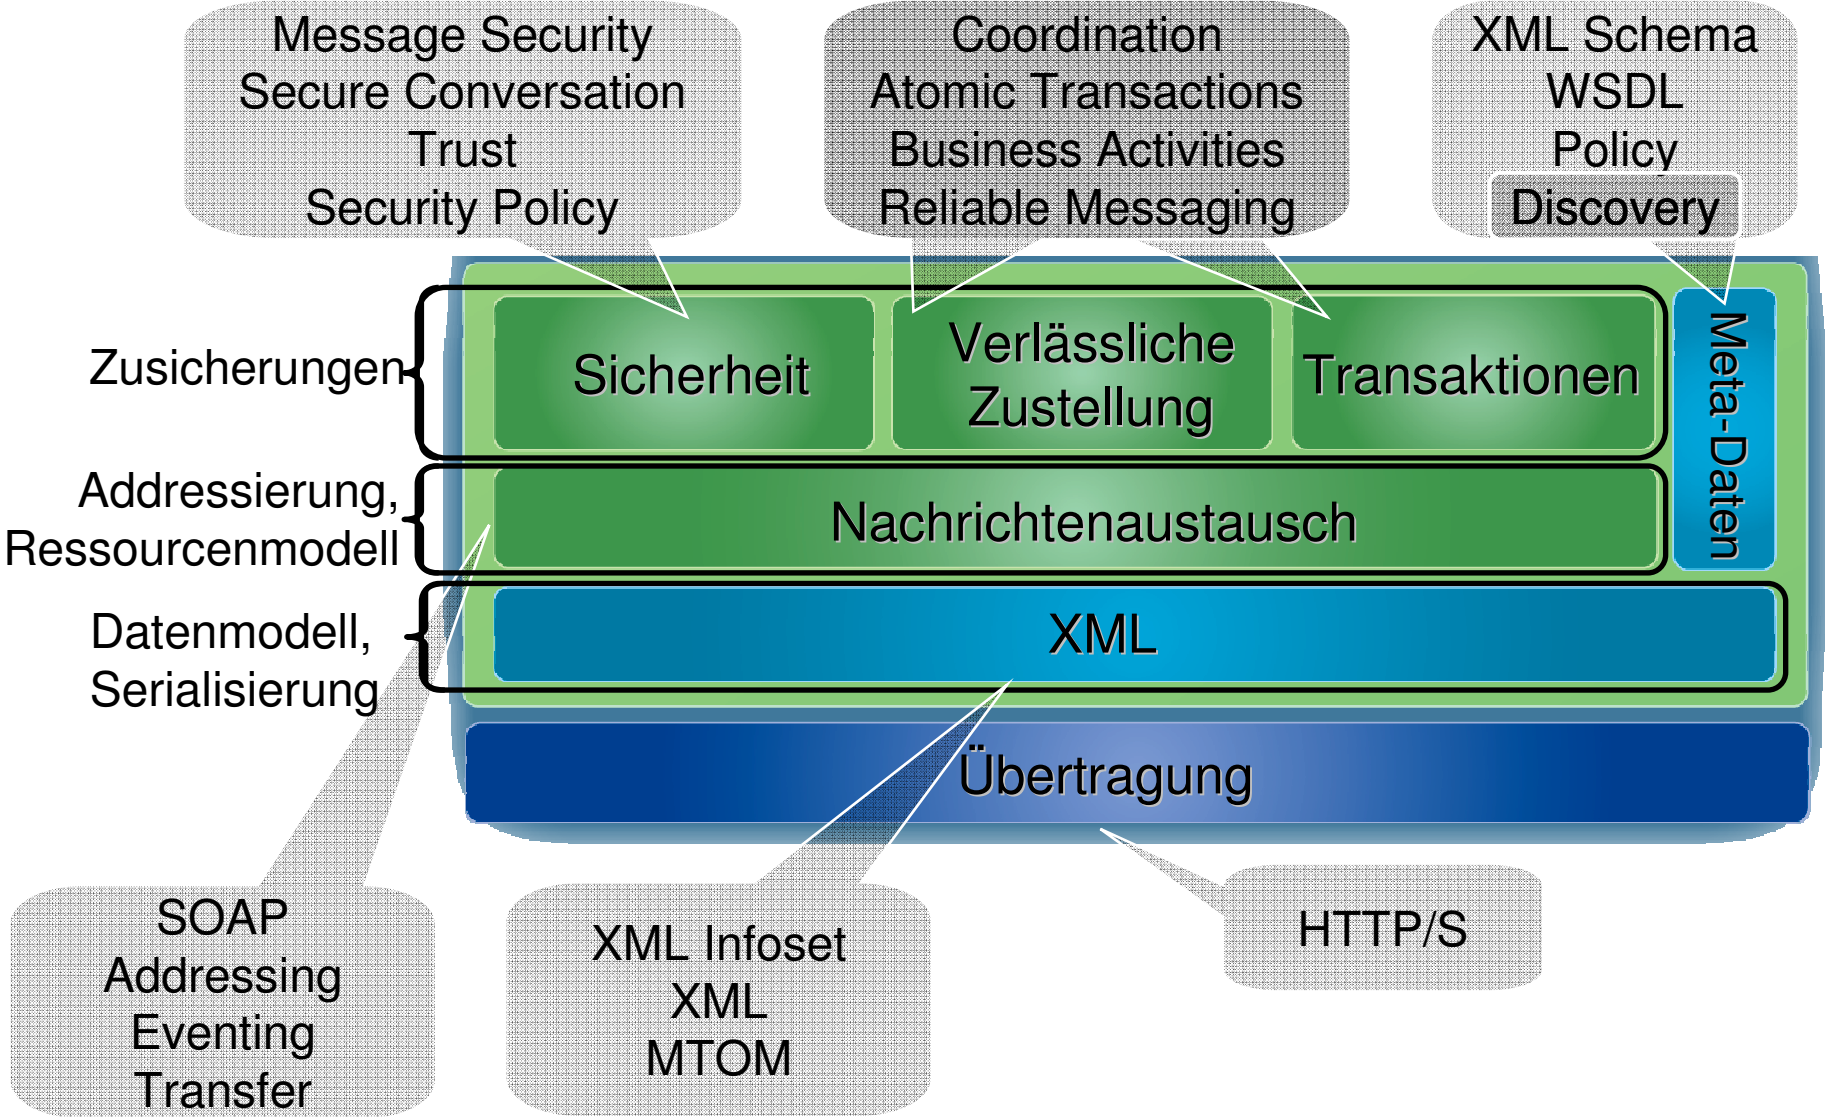 Message Security
Secure Conversation
Trust
Security Policy
Coordination
Atomic Transactions
Business Activities
Reliable Messaging
XML Schema
WSDL
Policy
Discovery
Zusicherungen
Sicherheit
Verlässliche
Zustellung
Transaktionen
Meta-Daten
Addressierung,
Ressourcenmodell
Nachrichtenaustausch
Datenmodell,
Serialisierung
XML
Übertragung
SOAP
Addressing
Eventing
Transfer
XML Infoset
XML
MTOM
HTTP/S